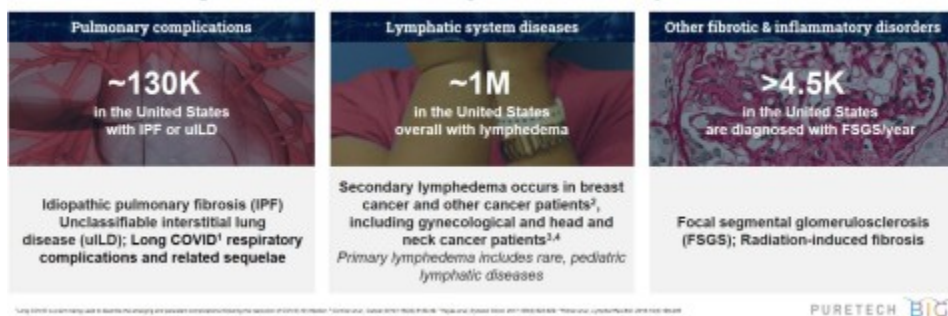 Pulmonary complications
~130K
in the United States
with IPF or uILD
Idiopathic pulmonary fibrosis (IPF)
Unclassifiable interstitial lung
disease (uILD); Long COVID¹ respiratory
complications and related sequelae
Lymphatic system diseases
~1M
in the United States
overall with lymphedema
Secondary lymphedema occurs in breast
cancer and other cancer patients²,
including gynecological and head and
neck cancer patients³,⁴
Primary lymphedema includes rare, pediatric
lymphatic diseases
Other fibrotic & inflammatory disorders
>4.5K
in the United States
are diagnosed with FSGS/year
Focal segmental glomerulosclerosis
(FSGS); Radiation-induced fibrosis
PURETECH